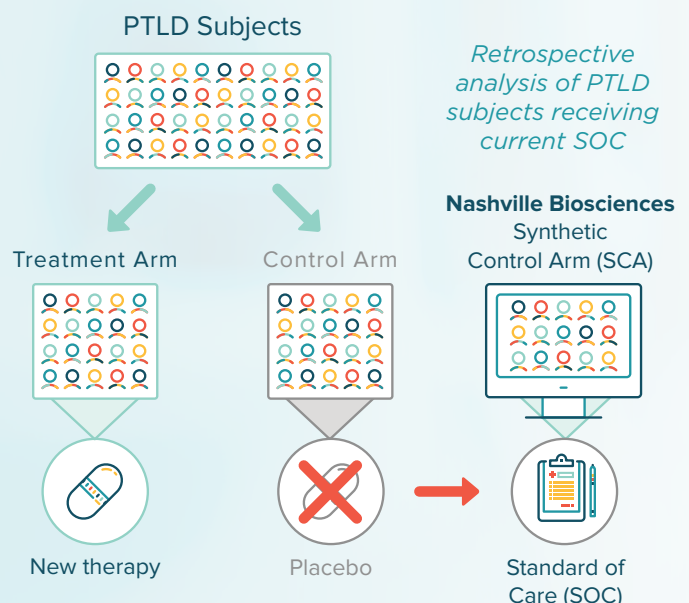 PTLD Subjects
Retrospective
analysis of PTLD
subjects receiving
current SOC
Nashville Biosciences
Synthetic
Control Arm (SCA)
Treatment Arm
Control Arm
New therapy
Placebo
Standard of
Care (SOC)